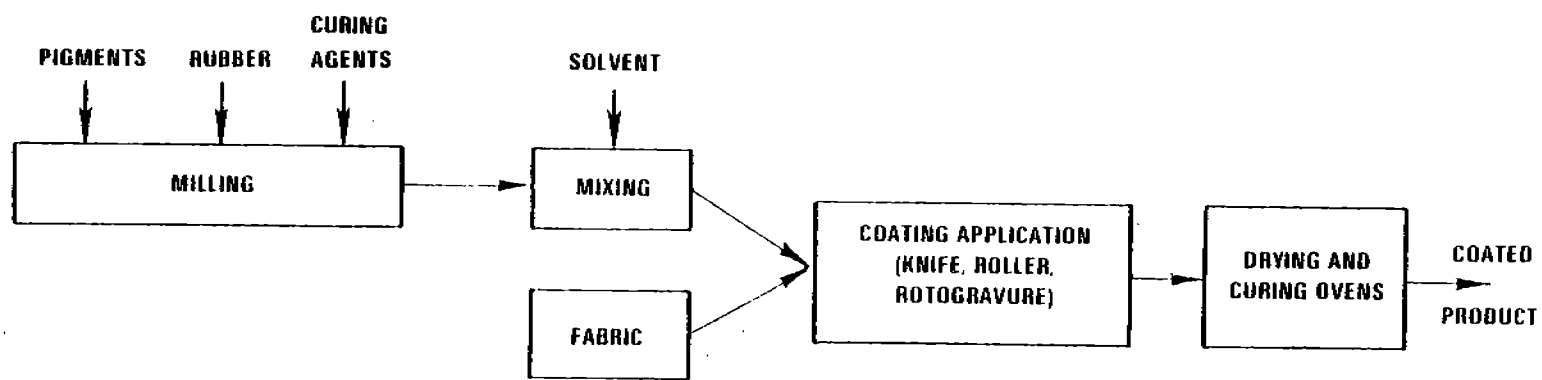 PIGMENTS
RUBBER
CURING
AGENTS
SOLVENT
MILLING
MIXING
FABRIC
COATING APPLICATION
(KNIFE, ROLLER,
ROTOGRAVURE)
DRYING AND
CURING OVENS
COATED
PRODUCT